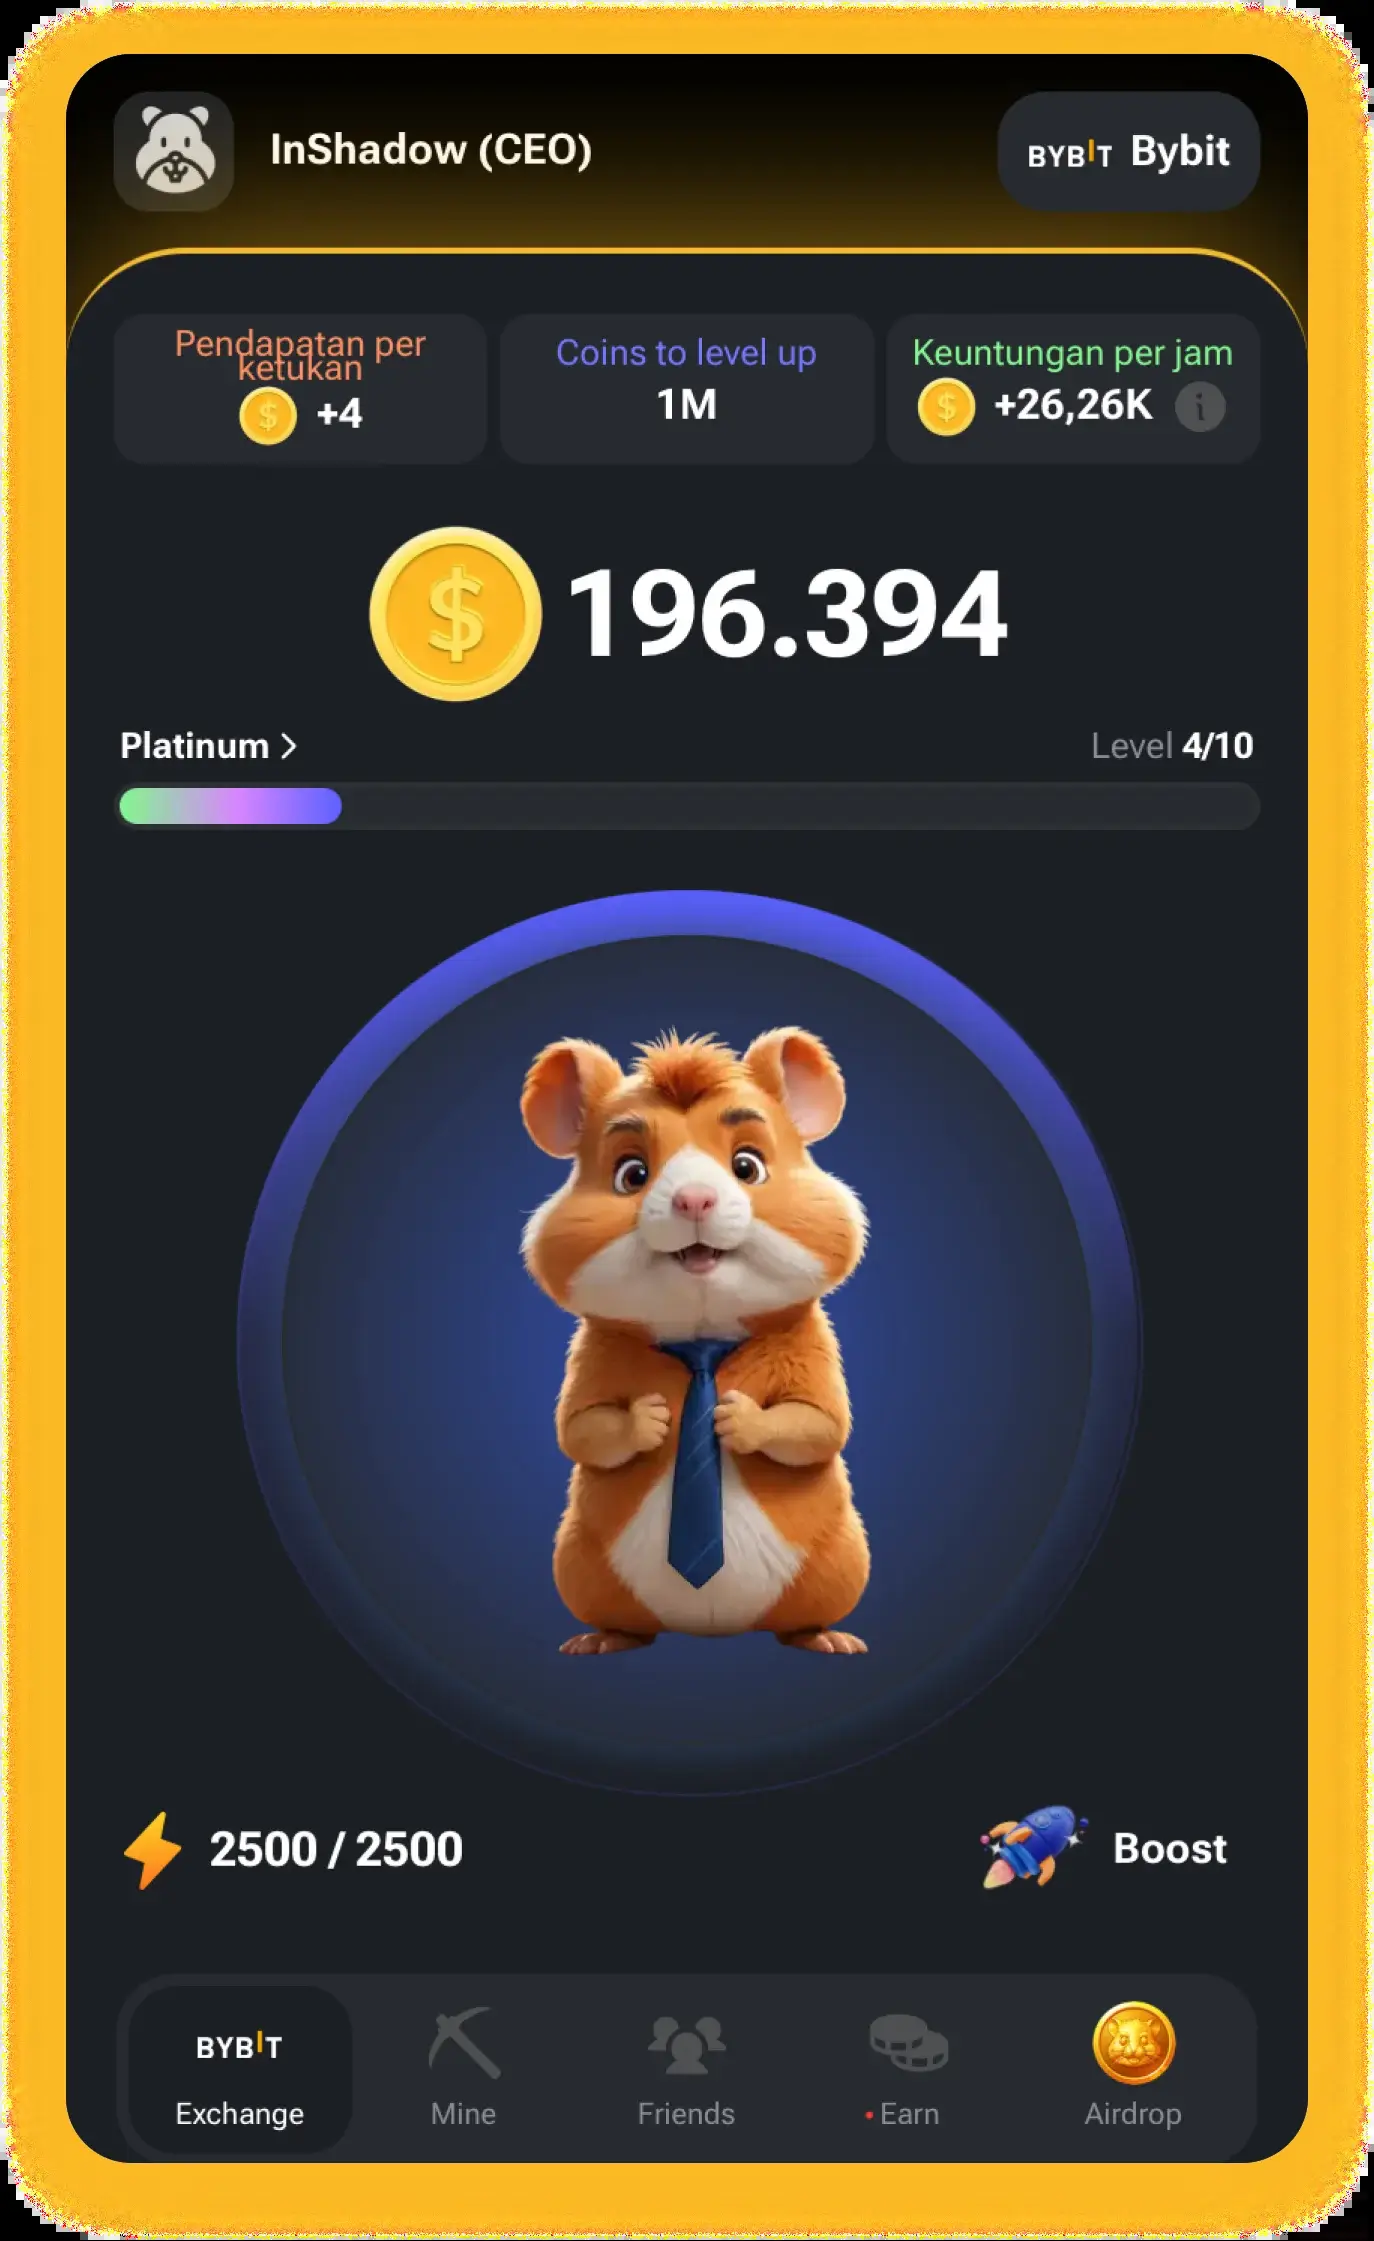 InShadow (CEO)
BYBIT Bybit
Pendapatan per
ketukan
$ +4
Coins to level up
1M
Keuntungan per jam
$ +26,26K i
$ 196.394
Platinum >
Level 4/10
2500 / 2500
Boost
BYBIT
Exchange
Mine
Friends
Earn
Airdrop